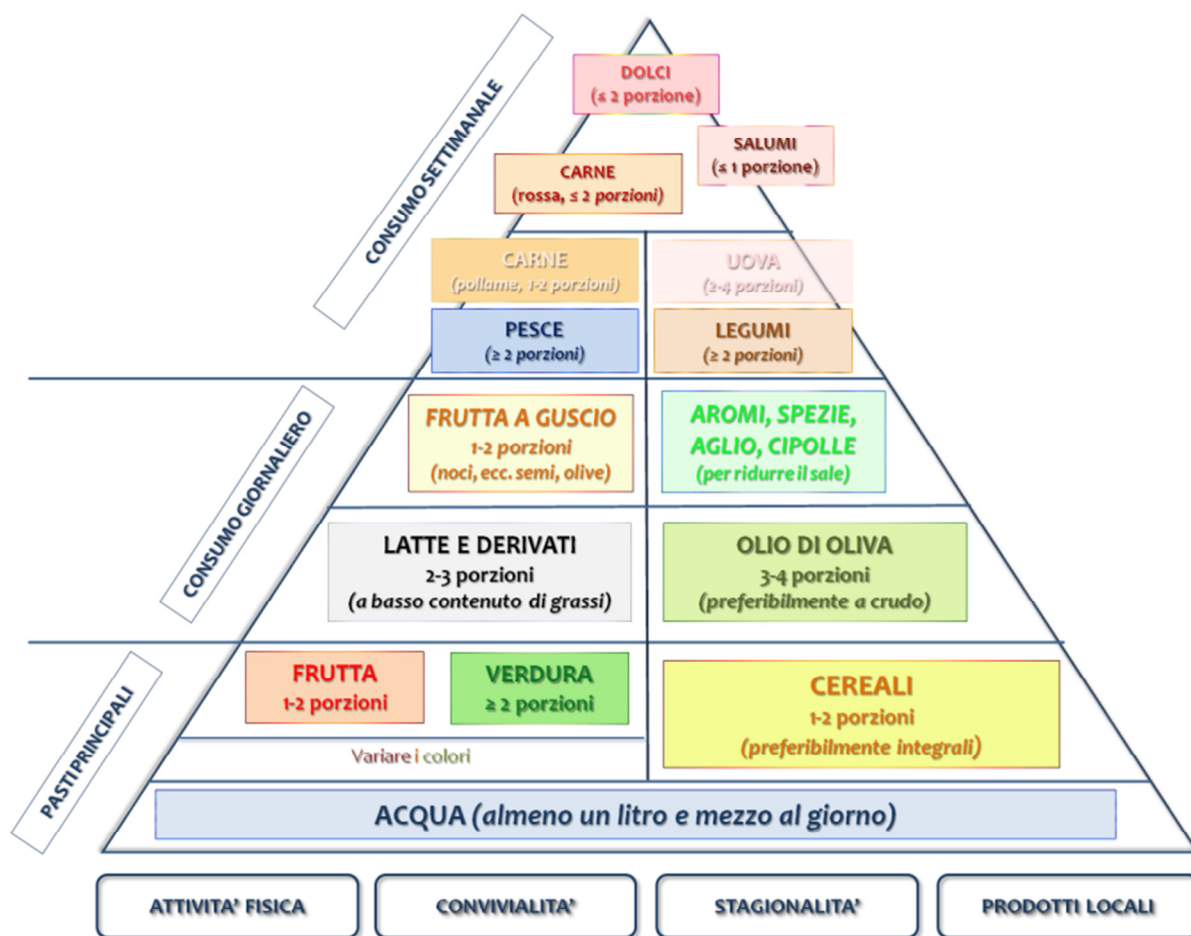 CONSUMO SETTIMANALE
DOLCI
(≤ 2 porzione)
SALUMI
(≤ 1 porzione)
CARNE
(rossa, ≤ 2 porzioni)
CARNE
(pollame, 1-2 porzioni)
UOVA
(2-4 porzioni)
PESCE
(≥ 2 porzioni)
LEGUMI
(≥ 2 porzioni)
CONSUMO GIORNALIERO
FRUTTA A GUSCIO
1-2 porzioni
(noci, ecc. semi, olive)
AROMI, SPEZIE,
AGLIO, CIPOLLE
(per ridurre il sale)
LATTE E DERIVATI
2-3 porzioni
(a basso contenuto di grassi)
OLIO DI OLIVA
3-4 porzioni
(preferibilmente a crudo)
PASTI PRINCIPALI
FRUTTA
1-2 porzioni
VERDURA
≥ 2 porzioni
CEREALI
1-2 porzioni
(preferibilmente integrali)
Variare i colori
ACQUA (almeno un litro e mezzo al giorno)
ATTIVITA' FISICA
CONVIVIALITA'
STAGIONALITA'
PRODOTTI LOCALI